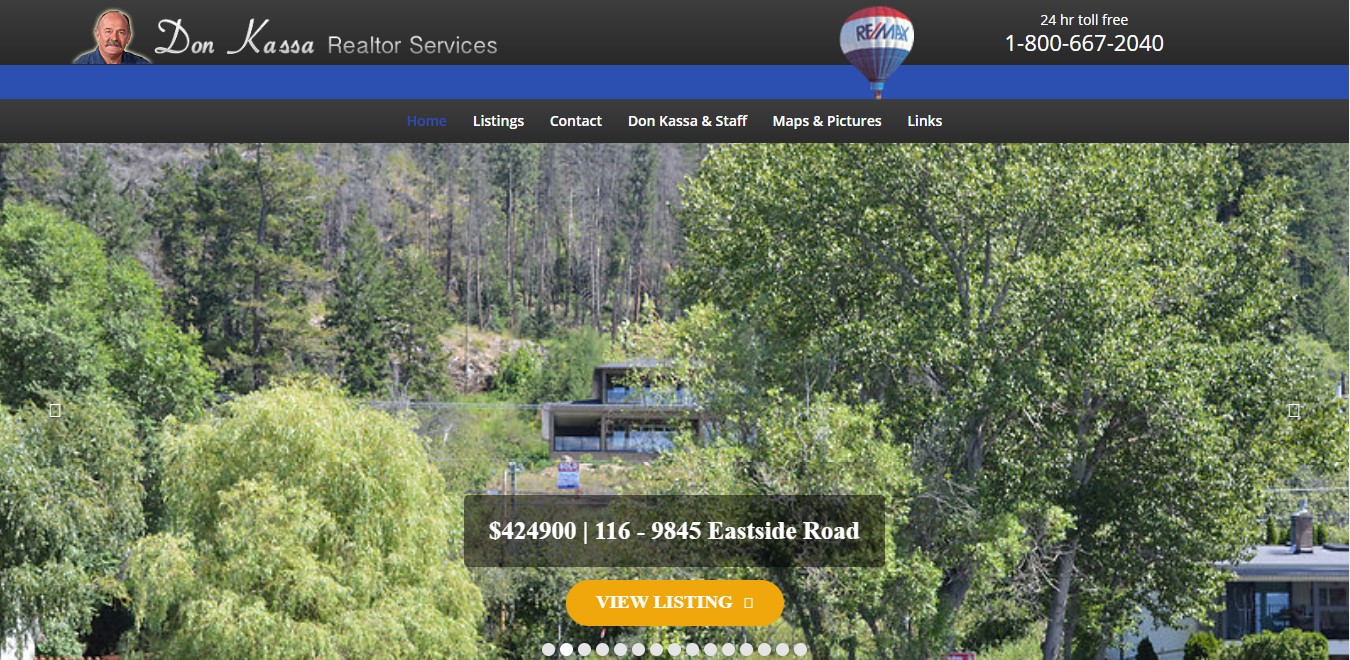 Don Kassa Realtor Services
RE/MAX
24 hr toll free
1-800-667-2040
Home Listings Contact Don Kassa & Staff Maps & Pictures Links
$424900 | 116 - 9845 Eastside Road
VIEW LISTING